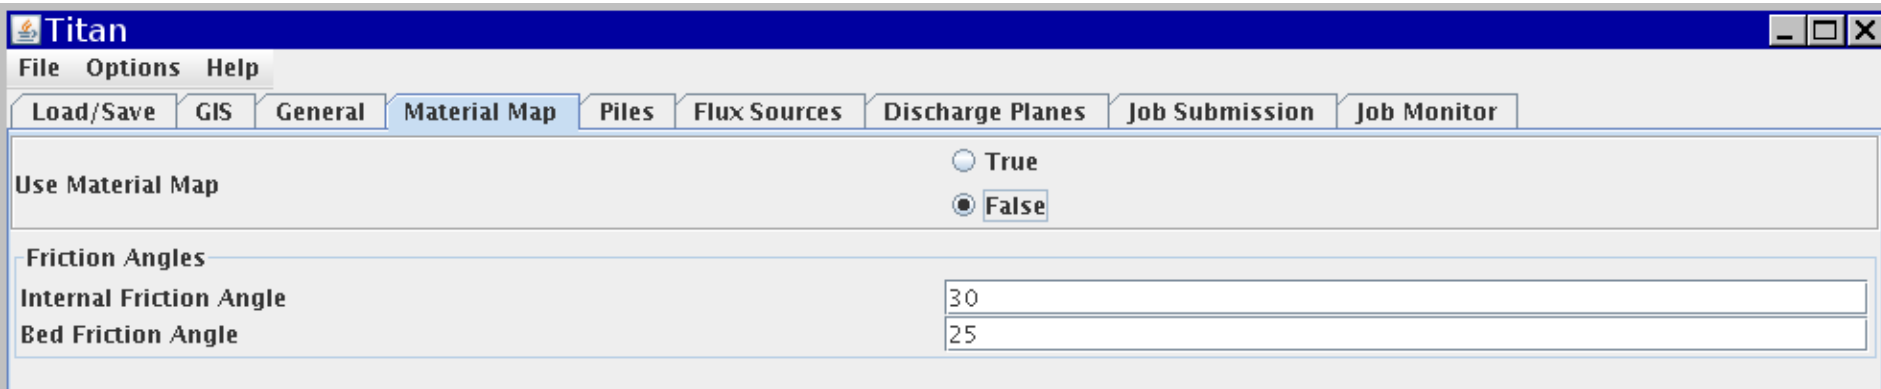 Titan
File Options Help
Load/Save GIS General Material Map Piles Flux Sources Discharge Planes Job Submission Job Monitor
True
Use Material Map
False
Friction Angles
Internal Friction Angle 30
Bed Friction Angle 25